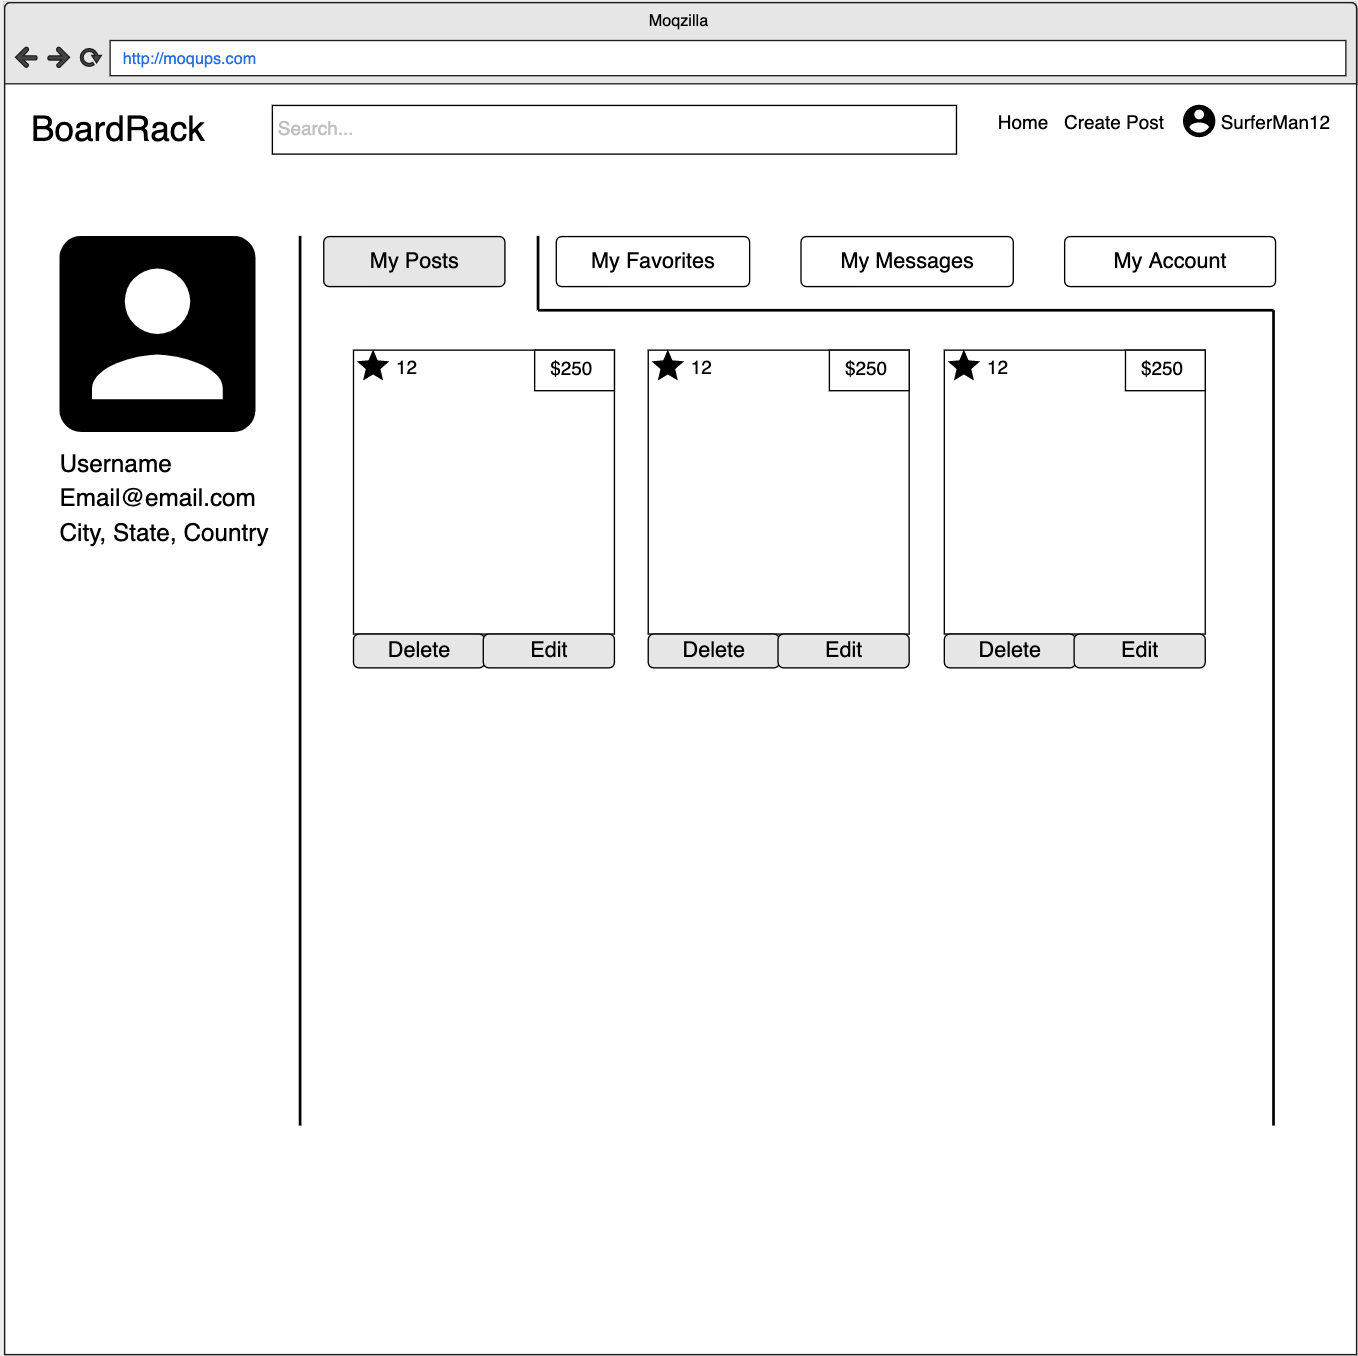 Moqzilla
http://moqups.com
BoardRack
Search...
Home Create Post SurferMan12
My Posts My Favorites My Messages My Account
Username
Email@email.com
City, State, Country
12 $250 12 $250 12 $250
Delete Edit Delete Edit Delete Edit